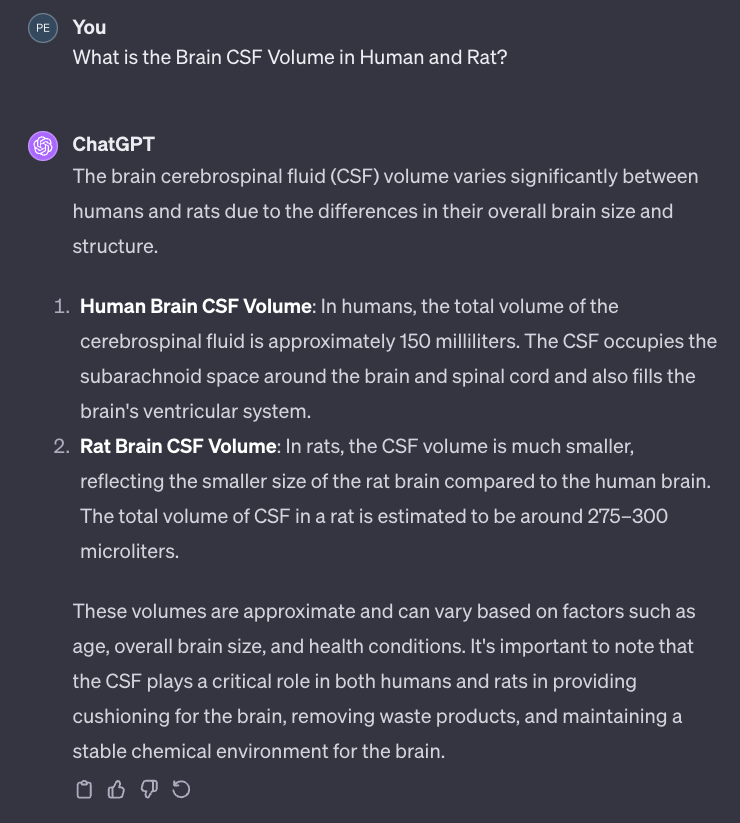 PE
You
What is the Brain CSF Volume in Human and Rat?
ChatGPT
The brain cerebrospinal fluid (CSF) volume varies significantly between
humans and rats due to the differences in their overall brain size and
structure.
1. Human Brain CSF Volume: In humans, the total volume of the
cerebrospinal fluid is approximately 150 milliliters. The CSF occupies the
subarachnoid space around the brain and spinal cord and also fills the
brain's ventricular system.
2. Rat Brain CSF Volume: In rats, the CSF volume is much smaller,
reflecting the smaller size of the rat brain compared to the human brain.
The total volume of CSF in a rat is estimated to be around 275–300
microliters.
These volumes are approximate and can vary based on factors such as
age, overall brain size, and health conditions. It's important to note that
the CSF plays a critical role in both humans and rats in providing
cushioning for the brain, removing waste products, and maintaining a
stable chemical environment for the brain.